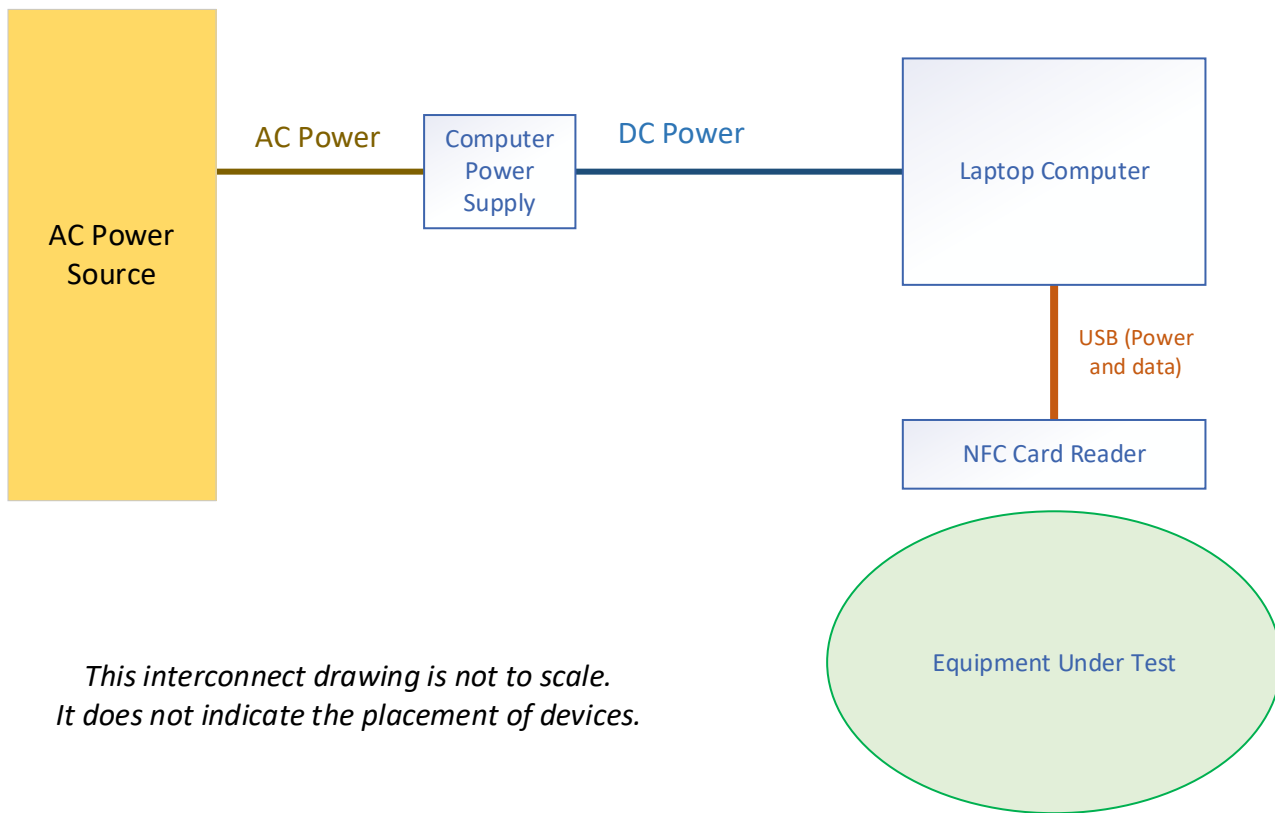 AC Power
Source
AC Power
Computer
Power
Supply
DC Power
Laptop Computer
USB (Power
and data)
NFC Card Reader
Equipment Under Test
This interconnect drawing is not to scale.
It does not indicate the placement of devices.